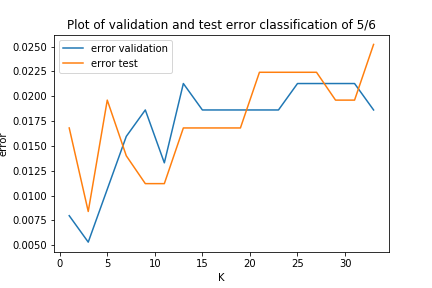 Plot of validation and test error classification of 5/6
error validation
error test
0.0250
0.0225
0.0200
0.0175
0.0150
0.0125
0.0100
0.0075
0.0050
error
0 5 10 15 20 25 30
K